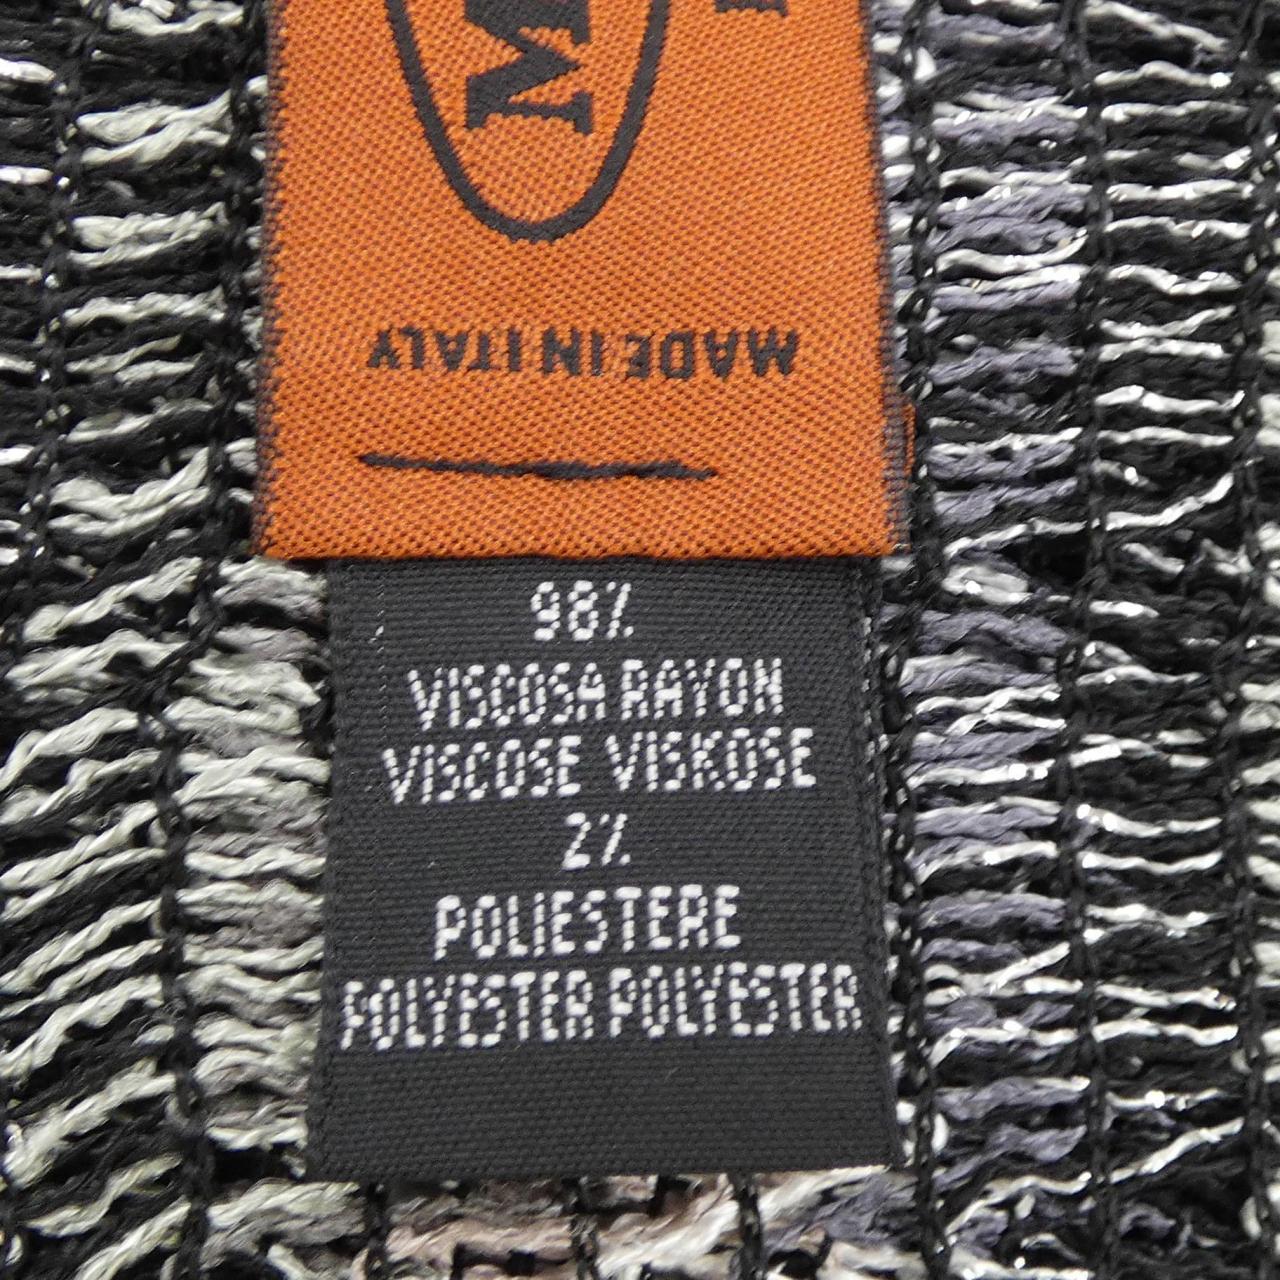 MADE IN ITALY
98%
VISCOSA RAYON
VISCOSE VISKOSE
2%
POLIESTERE
POLYESTER POLYESTER